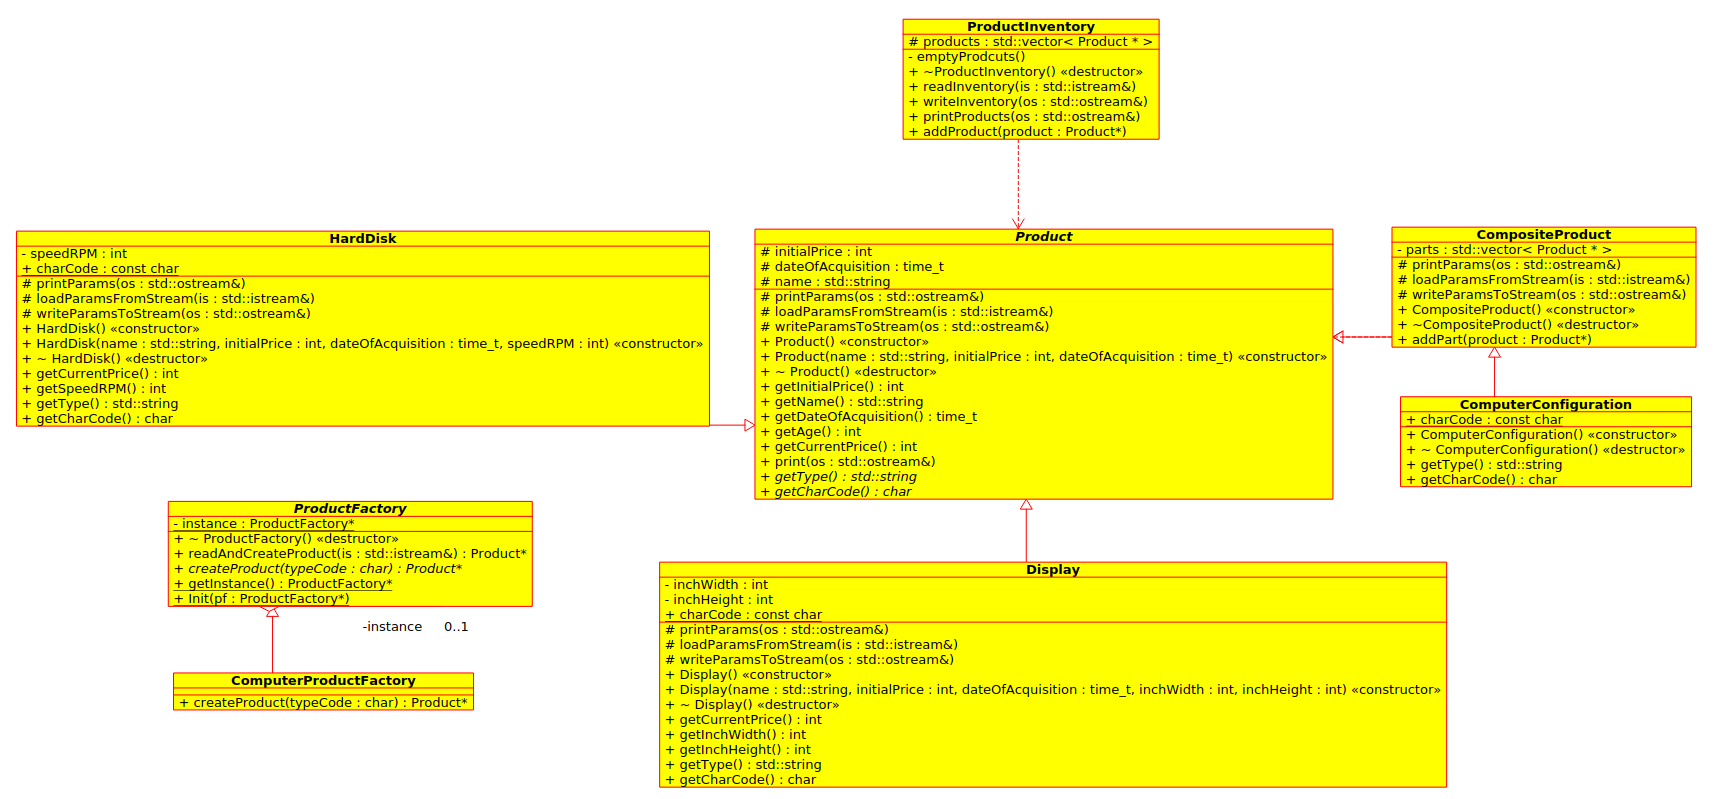 ProductInventory
# products : std::vector< Product * >
- emptyProdcuts()
+ ~ProductInventory() «destructor»
+ readInventory(is : std::istream&)
+ writeInventory(os : std::ostream&)
+ printProducts(os : std::ostream&)
+ addProduct(product : Product*)
HardDisk
- speedRPM : int
+ charCode : const char
# printParams(os : std::ostream&)
# loadParamsFromStream(is : std::istream&)
# writeParamsToStream(os : std::ostream&)
+ HardDisk() «constructor»
+ HardDisk(name : std::string, initialPrice : int, dateOfAcquisition : time_t, speedRPM : int) «constructor»
+ ~ HardDisk() «destructor»
+ getCurrentPrice() : int
+ getSpeedRPM() : int
+ getType() : std::string
+ getCharCode() : char
Product
# initialPrice : int
# dateOfAcquisition : time_t
# name : std::string
# printParams(os : std::ostream&)
# loadParamsFromStream(is : std::istream&)
# writeParamsToStream(os : std::ostream&)
+ Product() «constructor»
+ Product(name : std::string, initialPrice : int, dateOfAcquisition : time_t) «constructor»
+ ~ Product() «destructor»
+ getInitialPrice() : int
+ getName() : std::string
+ getDateOfAcquisition() : time_t
+ getAge() : int
+ getCurrentPrice() : int
+ print(os : std::ostream&)
+ getType() : std::string
+ getCharCode() : char
CompositeProduct
- parts : std::vector< Product * >
# printParams(os : std::ostream&)
# loadParamsFromStream(is : std::istream&)
# writeParamsToStream(os : std::ostream&)
+ CompositeProduct() «constructor»
+ ~CompositeProduct() «destructor»
+ addPart(product : Product*)
ComputerConfiguration
+ charCode : const char
+ ComputerConfiguration() «constructor»
+ ~ ComputerConfiguration() «destructor»
+ getType() : std::string
+ getCharCode() : char
ProductFactory
- instance : ProductFactory*
+ ~ ProductFactory() «destructor»
+ readAndCreateProduct(is : std::istream&) : Product*
+ createProduct(typeCode : char) : Product*
+ getInstance() : ProductFactory*
+ Init(pf : ProductFactory*)
-instance 0..1
ComputerProductFactory
+ createProduct(typeCode : char) : Product*
Display
- inchWidth : int
- inchHeight : int
+ charCode : const char
# printParams(os : std::ostream&)
# loadParamsFromStream(is : std::istream&)
# writeParamsToStream(os : std::ostream&)
+ Display() «constructor»
+ Display(name : std::string, initialPrice : int, dateOfAcquisition : time_t, inchWidth : int, inchHeight : int) «constructor»
+ ~ Display() «destructor»
+ getCurrentPrice() : int
+ getInchWidth() : int
+ getInchHeight() : int
+ getType() : std::string
+ getCharCode() : char